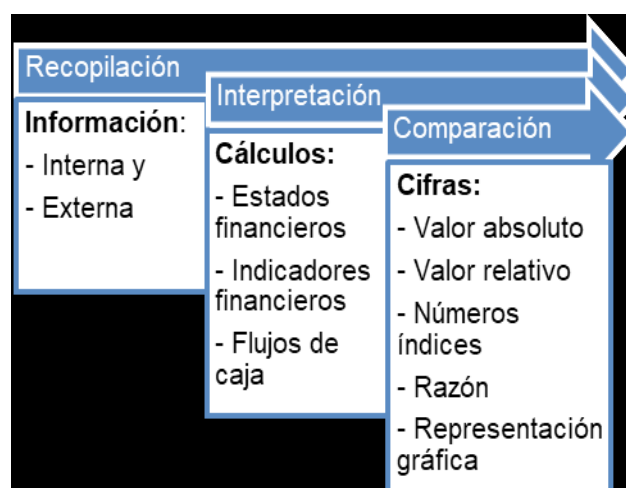 Recopilación
Información:
- Interna y
- Externa
Interpretación
Cálculos:
- Estados
financieros
- Indicadores
financieros
- Flujos de
caja
Comparación
Cifras:
- Valor absoluto
- Valor relativo
- Números
índices
- Razón
- Representación
gráfica